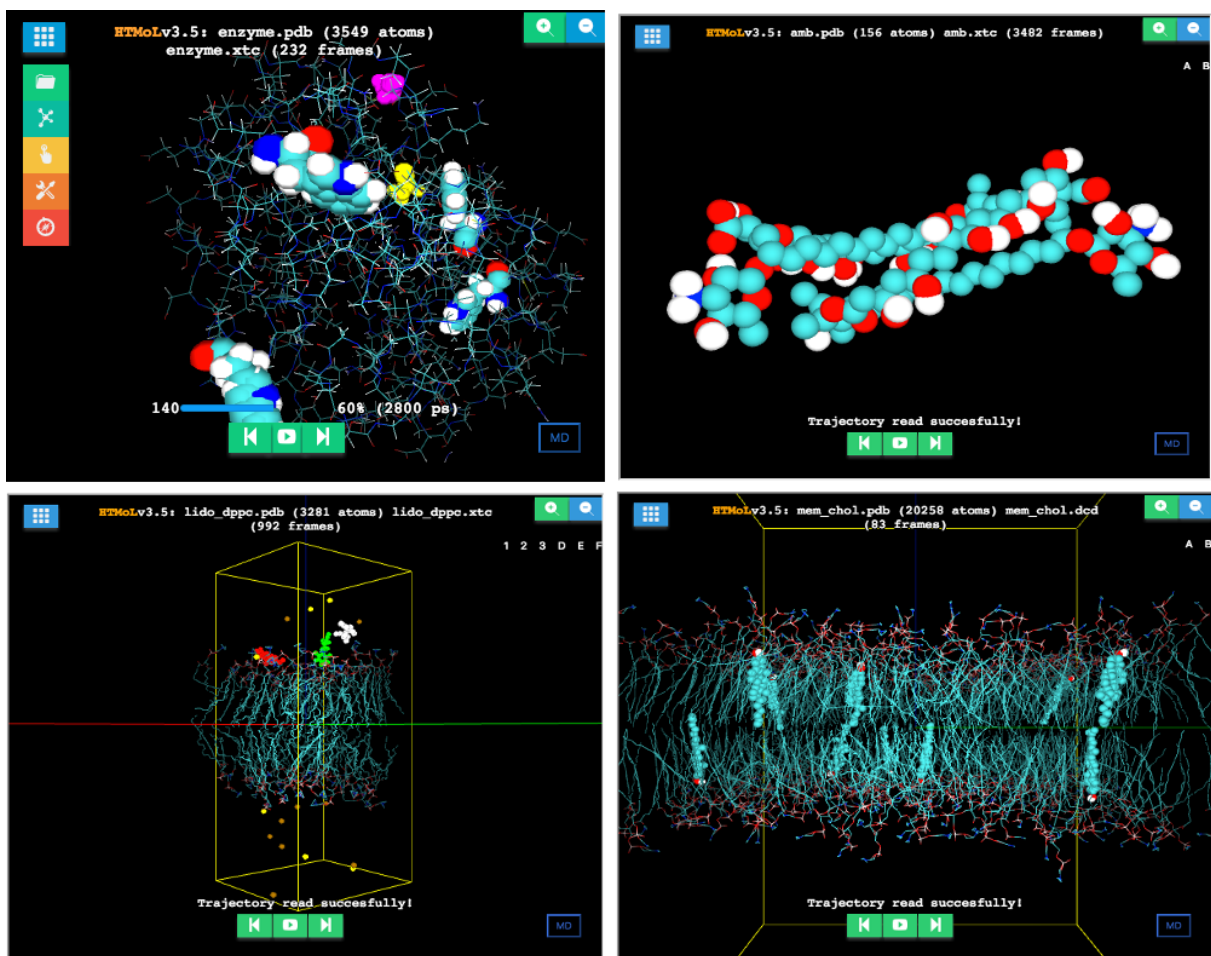 HTMoLv3.5: enzyme.pdb (3549 atoms)
enzyme.xtc (232 frames)
140 60% (2800 ps)
MD
HTMoLv3.5: amb.pdb (156 atoms) amb.xtc (3482 frames)
A B
Trajectory read succesfully!
MD
HTMoLv3.5: lido_dppc.pdb (3281 atoms) lido_dppc.xtc
(992 frames)
1 2 3 D E F
Trajectory read succesfully!
MD
HTMoLv3.5: mem_chol.pdb (20258 atoms) mem_chol.dcd
(83 frames)
A B
Trajectory read succesfully!
MD